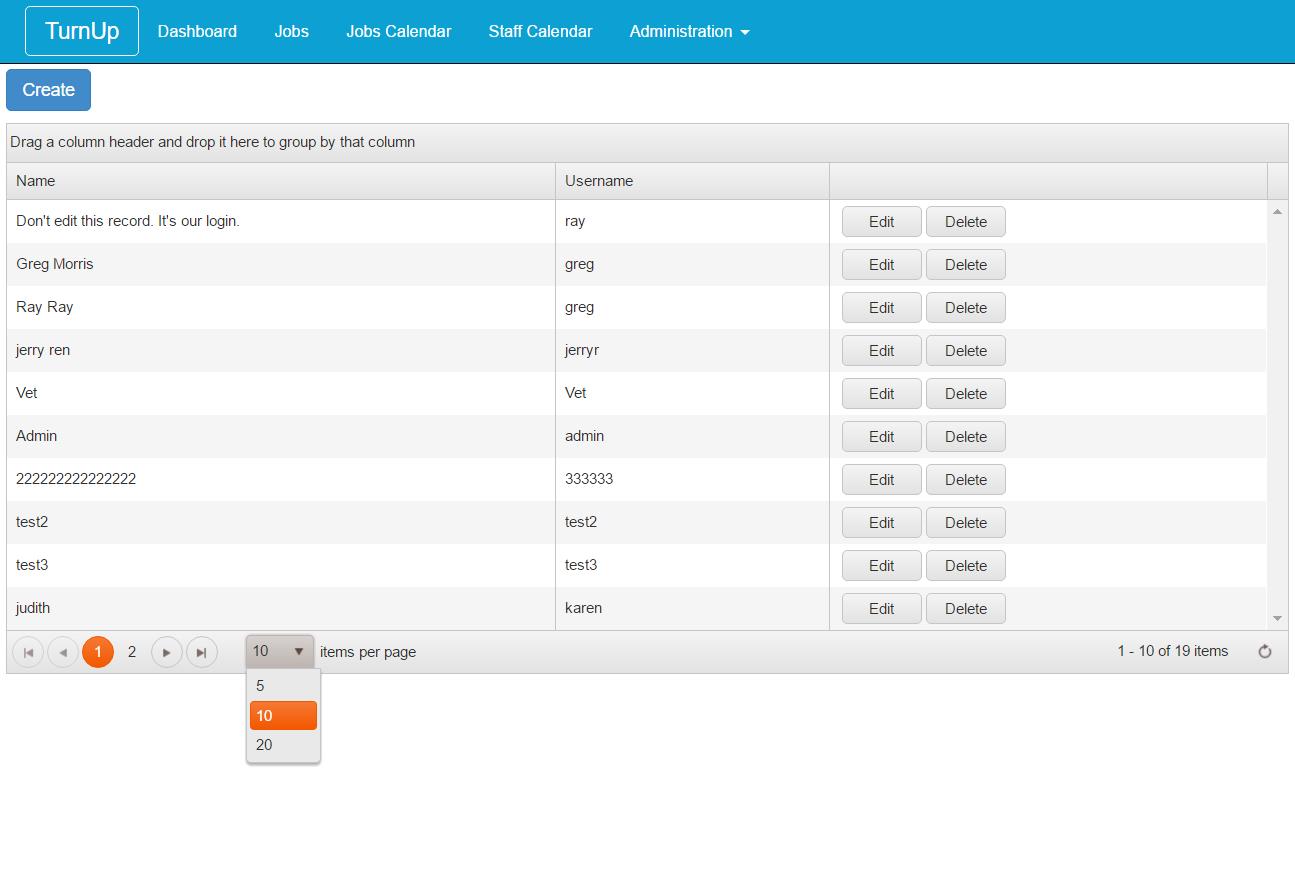 TurnUp Dashboard Jobs Jobs Calendar Staff Calendar Administration
Create
Drag a column header and drop it here to group by that column
Name Username
Don't edit this record. It's our login. ray Edit Delete
Greg Morris greg Edit Delete
Ray Ray greg Edit Delete
jerry ren jerryr Edit Delete
Vet Vet Edit Delete
Admin admin Edit Delete
222222222222222 333333 Edit Delete
test2 test2 Edit Delete
test3 test3 Edit Delete
judith karen Edit Delete
1 2 10 items per page 1 - 10 of 19 items
5
10
20